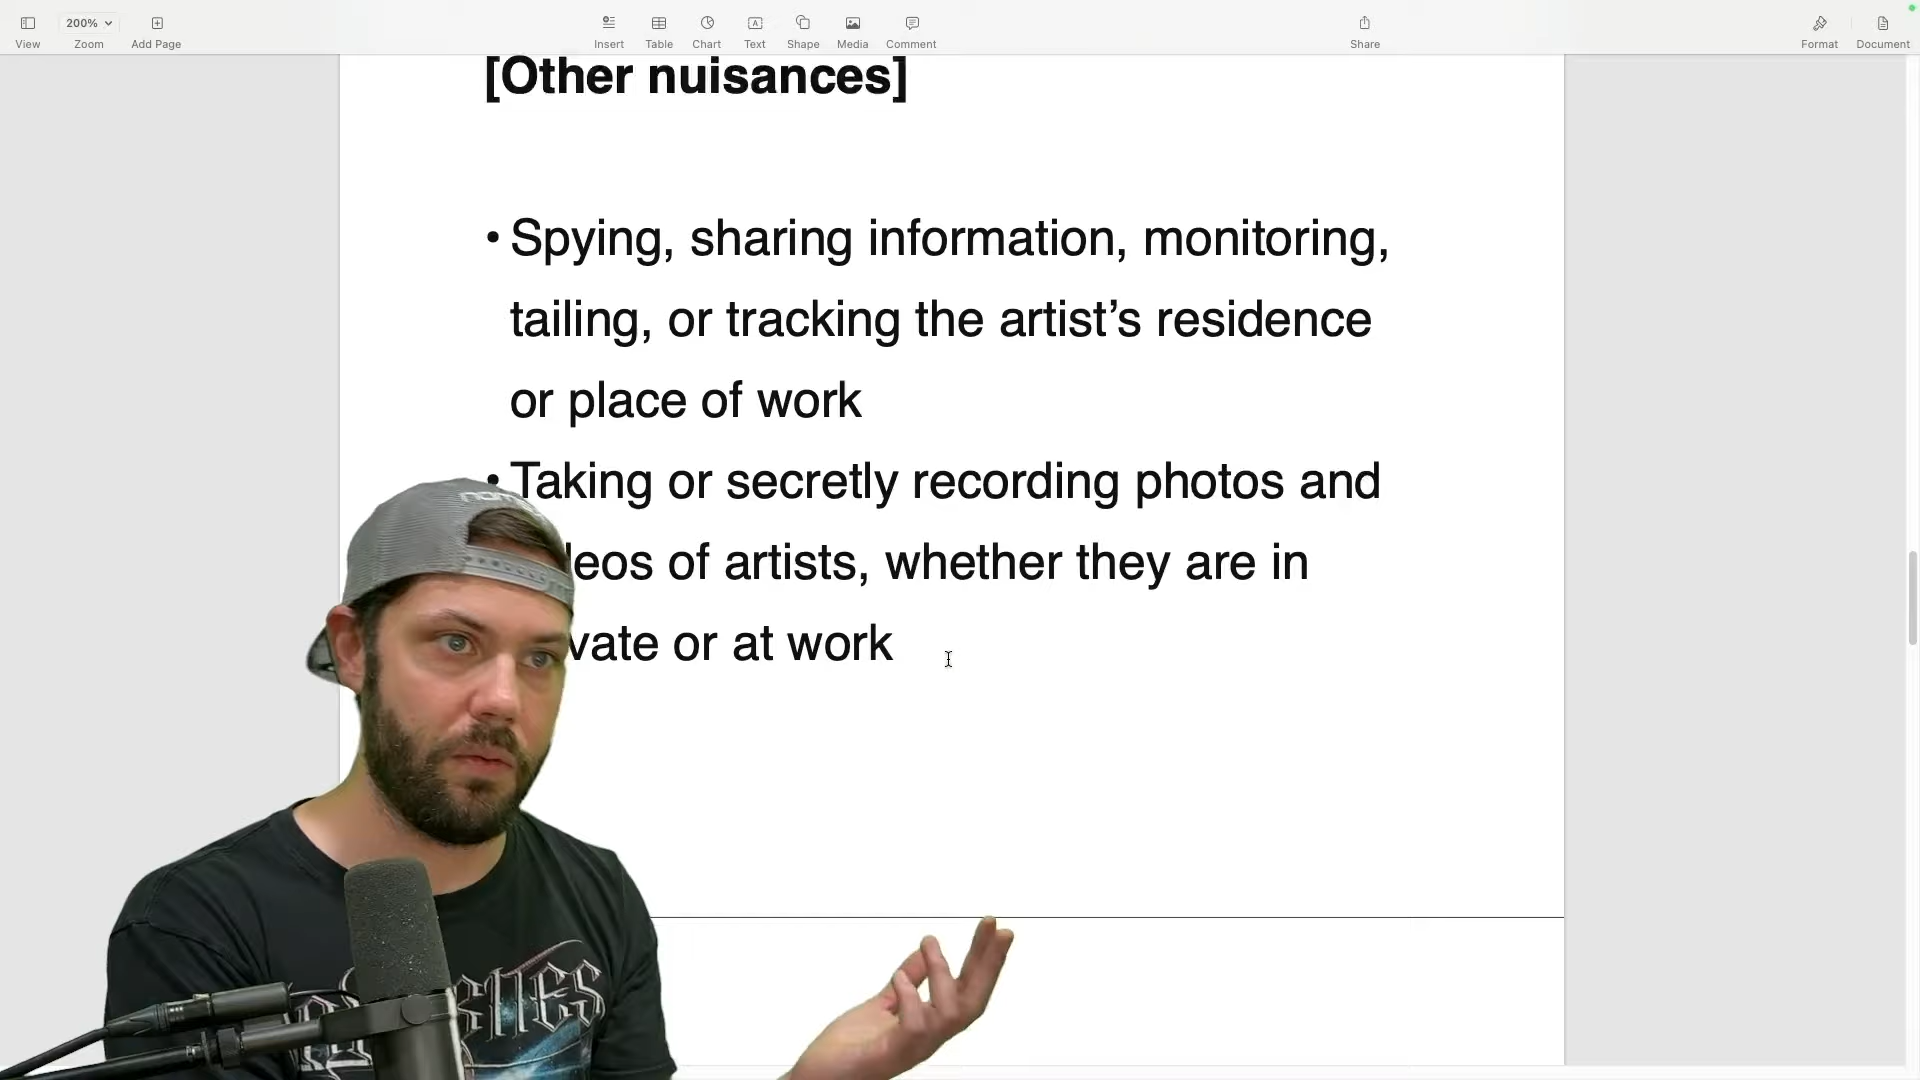 View
200%
Zoom
Add Page
Insert
Table
Chart
Text
Shape
Media
Comment
Share
Format
Document
[Other nuisances]
• Spying, sharing information, monitoring,
tailing, or tracking the artist’s residence
or place of work
• Taking or secretly recording photos and
deos of artists, whether they are in
vate or at work